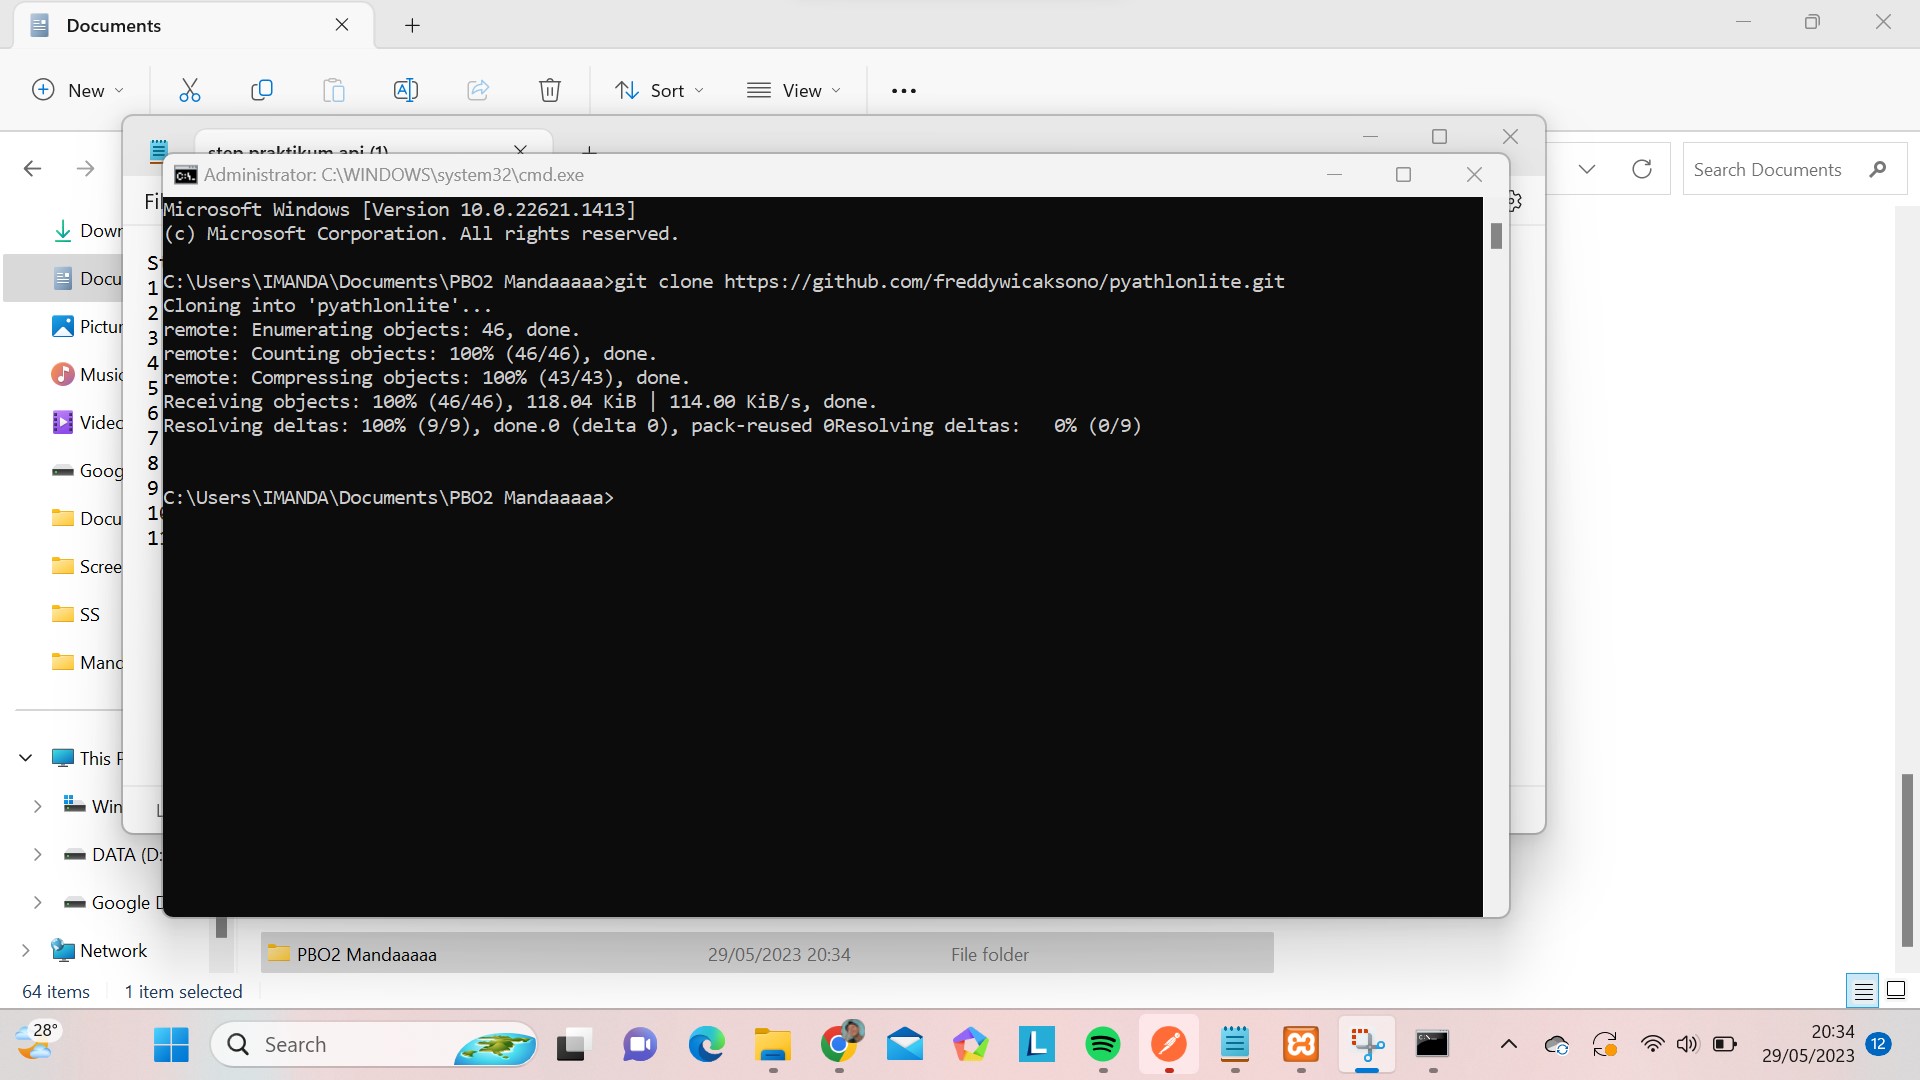 Documents
New
Sort
View
step praktikum api (1)
Search Documents
Administrator: C:\WINDOWS\system32\cmd.exe
Microsoft Windows [Version 10.0.22621.1413]
(c) Microsoft Corporation. All rights reserved.
C:\Users\IMANDA\Documents\PBO2 Mandaaaaa>git clone https://github.com/freddywicaksono/pyathlonlite.git
Cloning into 'pyathlonlite'...
remote: Enumerating objects: 46, done.
remote: Counting objects: 100% (46/46), done.
remote: Compressing objects: 100% (43/43), done.
Receiving objects: 100% (46/46), 118.04 KiB | 114.00 KiB/s, done.
Resolving deltas: 100% (9/9), done.0 (delta 0), pack-reused 0Resolving deltas:   0% (0/9)
C:\Users\IMANDA\Documents\PBO2 Mandaaaaa>
Fi
Dowr
Docu
Pictur
Music
Videc
Goog
Docu
Scree
SS
Mand
This P
Win
DATA (D:
Google D
Network
1
2
3
4
5
6
7
8
9
10
11
PBO2 Mandaaaaa 29/05/2023 20:34 File folder
64 items 1 item selected
28°
Search
20:34
29/05/2023
12